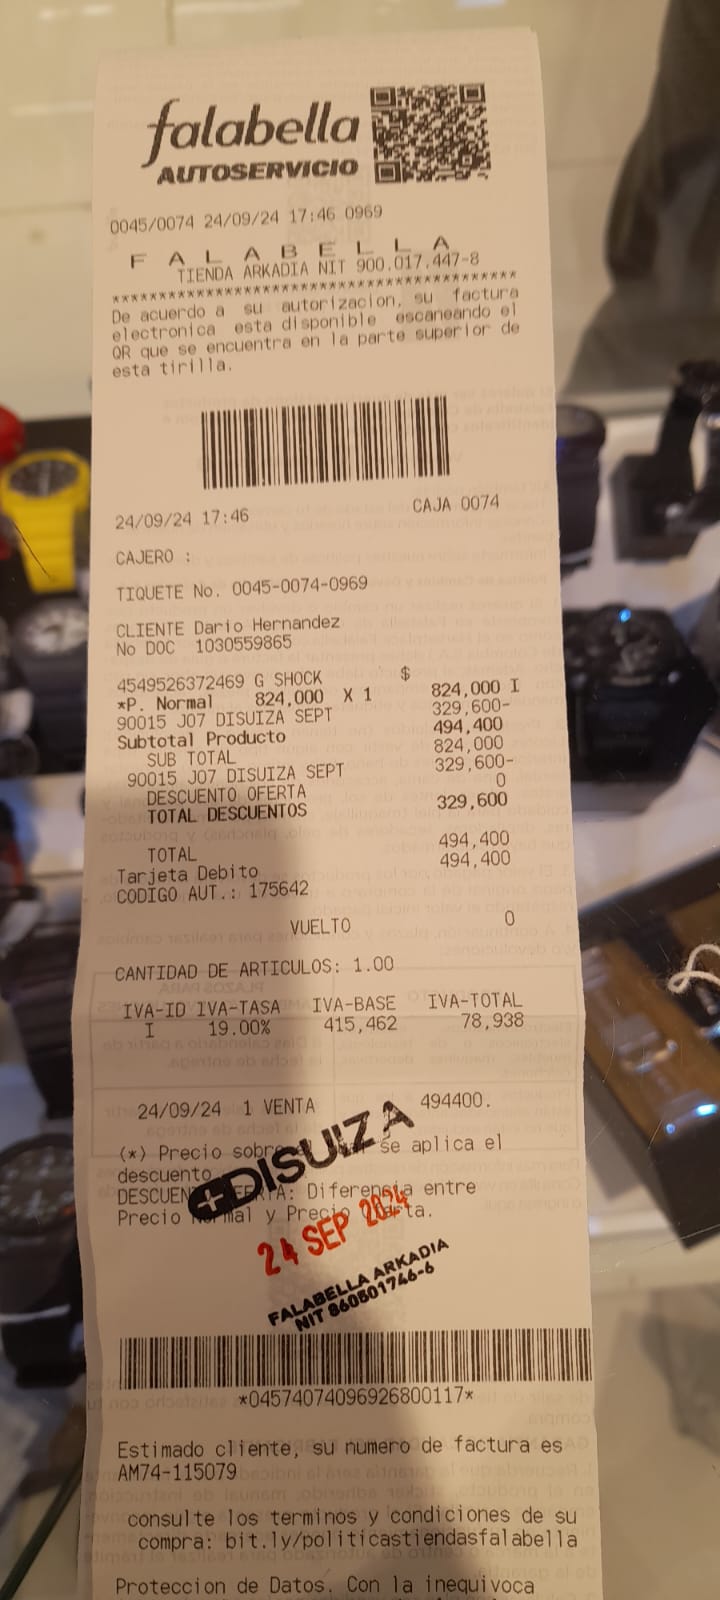 falabella
AUTOSERVICIO
0045/0074 24/09/24 17:46 0969
F A L A B E L L A
TIENDA ARKADIA NIT 900.017.447-8
****************************************
De acuerdo a su autorizacion, su factura
electronica esta disponible escaneando el
QR que se encuentra en la parte superior de
esta tirilla.
24/09/24 17:46 CAJA 0074
CAJERO :
TIQUETE No. 0045-0074-0969
CLIENTE Dario Hernandez
No DOC 1030559865
4549526372469 G SHOCK $
*P. Normal 824,000 X 1 824,000 I
90015 J07 DISUIZA SEPT 329,600-
Subtotal Producto 494,400
SUB TOTAL 824,000
90015 J07 DISUIZA SEPT 329,600-
DESCUENTO OFERTA 0
TOTAL DESCUENTOS 329,600
TOTAL 494,400
Tarjeta Debito 494,400
CODIGO AUT.: 175642
VUELTO 0
CANTIDAD DE ARTICULOS: 1.00
IVA-ID IVA-TASA IVA-BASE IVA-TOTAL
I 19.00% 415,462 78,938
24/09/24 1 VENTA 494400.
(*) Precio sobre se aplica el
descuento
Diferencia entre
Precio y Precio
DISUIZA
24 SEP 2024
FALABELLA ARKADIA
NIT 860501746-6
*04574074096926800117*
Estimado cliente, su numero de factura es
AM74-115079
consulte los terminos y condiciones de su
compra: bit.ly/politicastiendasfalabella
Proteccion de Datos. Con la inequivoca